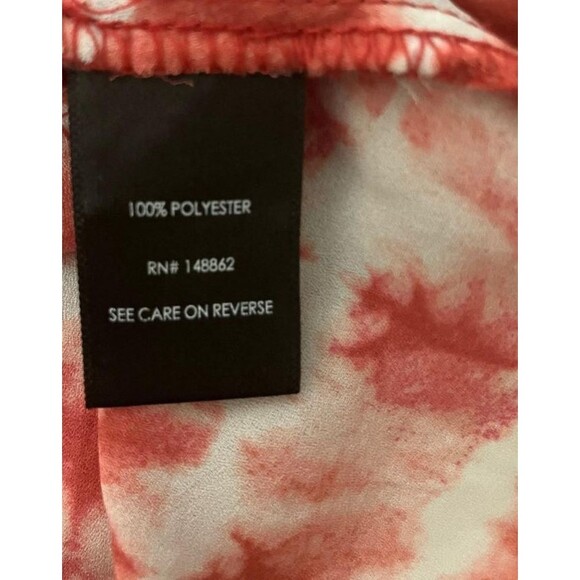 100% POLYESTER
RN# 148862
SEE CARE ON REVERSE